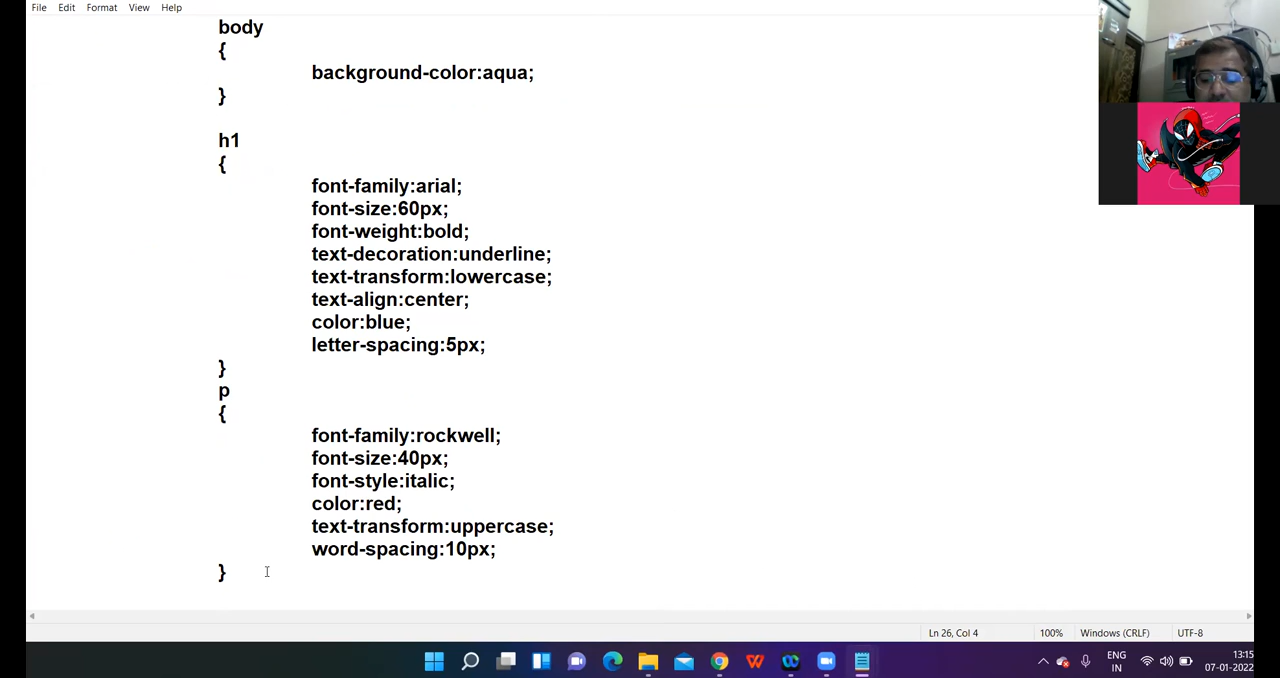 File Edit Format View Help
body
{
background-color:aqua;
}
h1
{
font-family:arial;
font-size:60px;
font-weight:bold;
text-decoration:underline;
text-transform:lowercase;
text-align:center;
color:blue;
letter-spacing:5px;
}
p
{
font-family:rockwell;
font-size:40px;
font-style:italic;
color:red;
text-transform:uppercase;
word-spacing:10px;
}
Ln 26, Col 4 100% Windows (CRLF) UTF-8
ENG
IN
13:15
07-01-2022